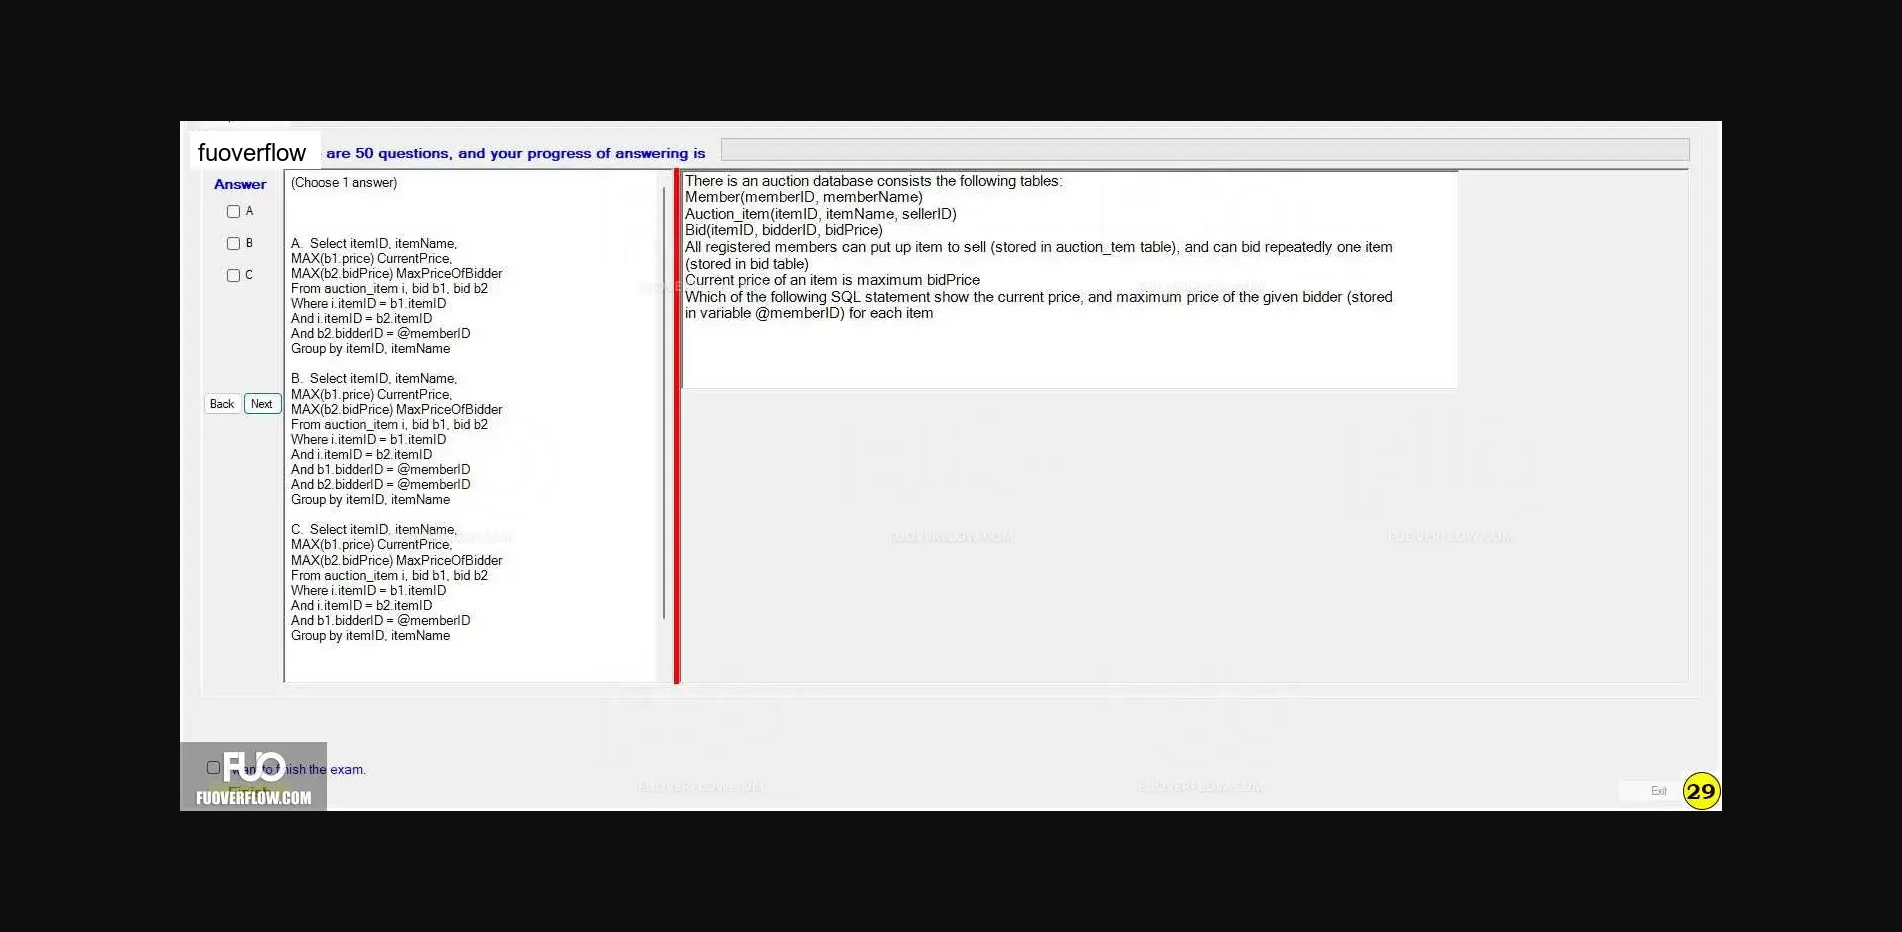 fuoverflow are 50 questions, and your progress of answering is
Answer
A
B
C
Back Next
(Choose 1 answer)
A. Select itemID, itemName,
MAX(b1.price) CurrentPrice,
MAX(b2.bidPrice) MaxPriceOfBidder
From auction_item i, bid b1, bid b2
Where i.itemID = b1.itemID
And i.itemID = b2.itemID
And b2.bidderID = @memberID
Group by itemID, itemName
B. Select itemID, itemName,
MAX(b1.price) CurrentPrice,
MAX(b2.bidPrice) MaxPriceOfBidder
From auction_item i, bid b1, bid b2
Where i.itemID = b1.itemID
And i.itemID = b2.itemID
And b1.bidderID = @memberID
And b2.bidderID = @memberID
Group by itemID, itemName
C. Select itemID, itemName,
MAX(b1.price) CurrentPrice,
MAX(b2.bidPrice) MaxPriceOfBidder
From auction_item i, bid b1, bid b2
Where i.itemID = b1.itemID
And i.itemID = b2.itemID
And b1.bidderID = @memberID
Group by itemID, itemName
There is an auction database consists the following tables:
Member(memberID, memberName)
Auction_item(itemID, itemName, sellerID)
Bid(itemID, bidderID, bidPrice)
All registered members can put up item to sell (stored in auction_tem table), and can bid repeatedly one item
(stored in bid table)
Current price of an item is maximum bidPrice
Which of the following SQL statement show the current price, and maximum price of the given bidder (stored
in variable @memberID) for each item
FUOVERFLOW.COM
FUOVERFLOW.COM
FUOVERFLOW.COM
FUOVERFLOW.COM
FUO
want to finish the exam.
Finish
FUOVERFLOW.COM
Exit
29